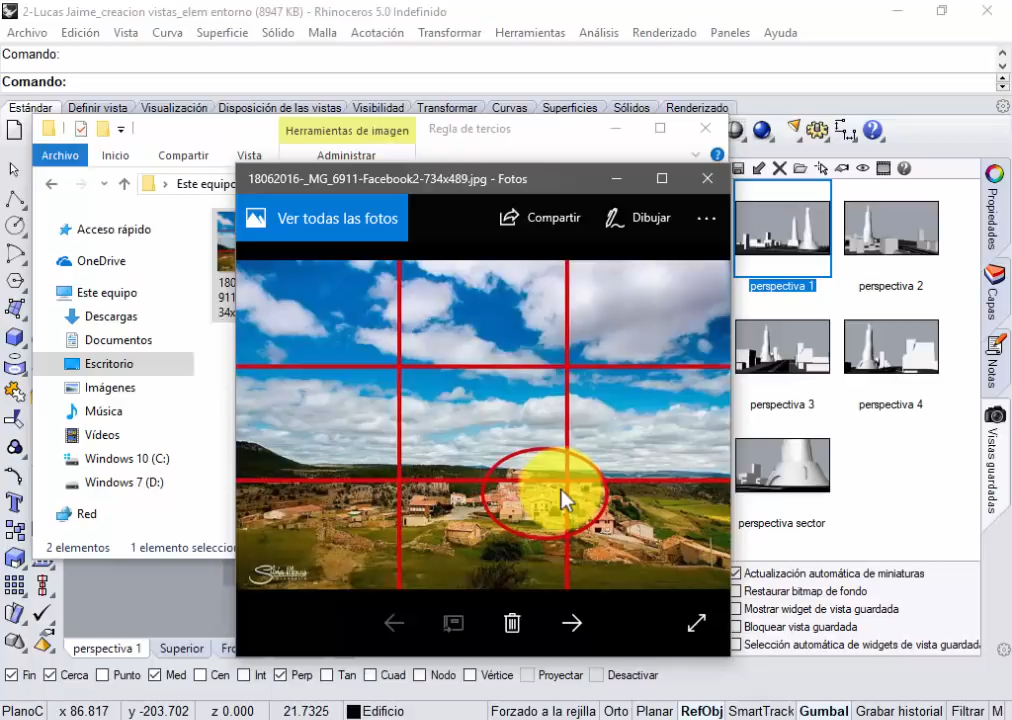 2-Lucas Jaime_creacion vistas_elem entorno (8947 KB) - Rhinoceros 5.0 Indefinido
Archivo Edición Vista Curva Superficie Sólido Malla Acotación Transformar Herramientas Análisis Renderizado Paneles Ayuda
Comando:
Comando:
Estándar Definir vista Visualización Disposición de las vistas Visibilidad Transformar Curvas Superficies Sólidos Renderizado
Herramientas de imagen Regla de tercios
Archivo Inicio Compartir Vista Administrar
Este equipo
18062016-_MG_6911-Facebook2-734x489.jpg - Fotos
Ver todas las fotos Compartir Dibujar
Acceso rápido
OneDrive
Este equipo
Descargas
Documentos
Escritorio
Imágenes
Música
Vídeos
Windows 10 (C:)
Windows 7 (D:)
Red
2 elementos 1 elemento seleccion
180
911
34x
perspectiva 1 perspectiva 2
perspectiva 3 perspectiva 4
perspectiva sector
Propiedades
Capas
Notas
Vistas guardadas
Actualización automática de miniaturas
Restaurar bitmap de fondo
Mostrar widget de vista guardada
Bloquear vista guardada
Selección automática de widgets de vista guardada
perspectiva 1 Superior Fro
Fin Cerca Punto Med Cen Int Perp Tan Cuad Nodo Vértice Proyectar Desactivar
PlanoC x 86.817 y -203.702 z 0.000 21.7325 Edificio Forzado a la rejilla Orto Planar RefObj SmartTrack Gumbal Grabar historial Filtrar M